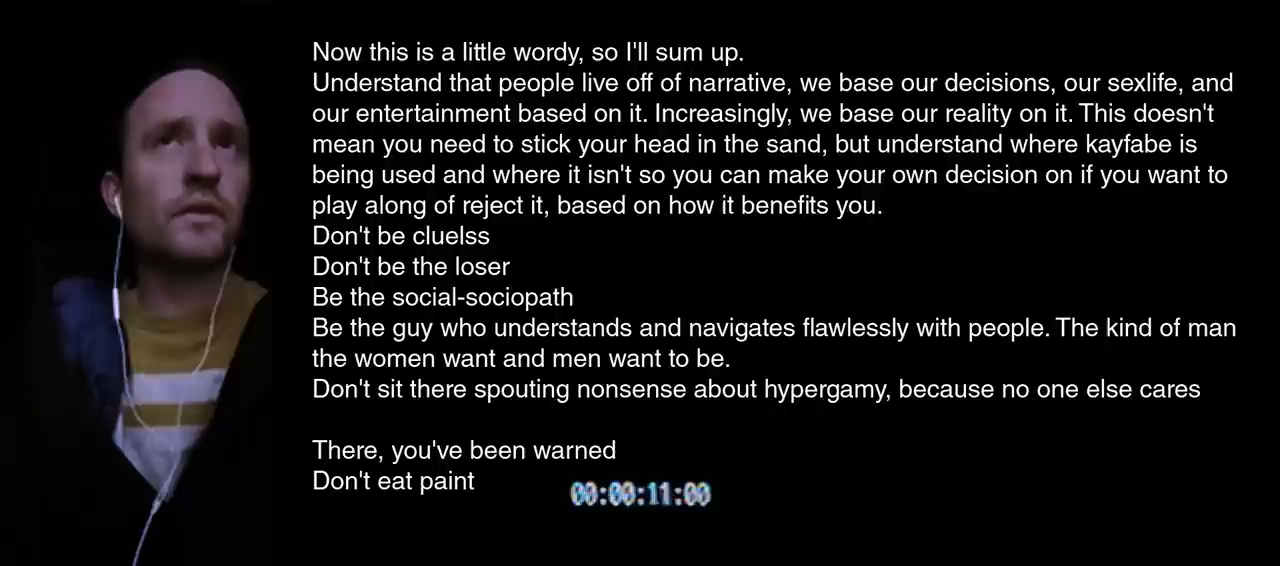 Now this is a little wordy, so I'll sum up.
Understand that people live off of narrative, we base our decisions, our sexlife, and
our entertainment based on it. Increasingly, we base our reality on it. This doesn't
mean you need to stick your head in the sand, but understand where kayfabe is
being used and where it isn't so you can make your own decision on if you want to
play along of reject it, based on how it benefits you.
Don't be cluelss
Don't be the loser
Be the social-sociopath
Be the guy who understands and navigates flawlessly with people. The kind of man
the women want and men want to be.
Don't sit there spouting nonsense about hypergamy, because no one else cares
There, you've been warned
Don't eat paint
00:00:11:00